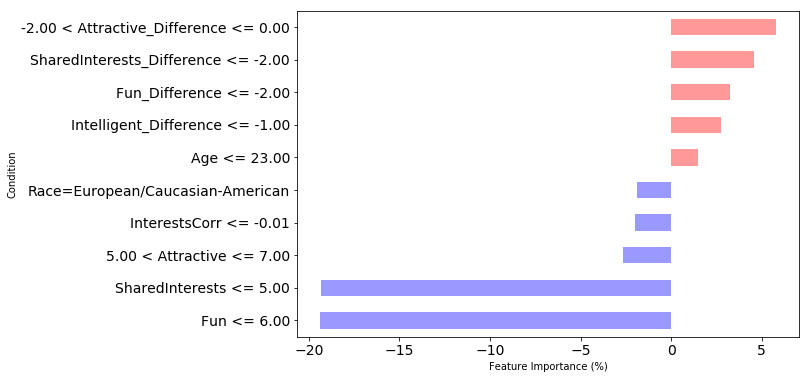 -2.00 < Attractive_Difference <= 0.00
SharedInterests_Difference <= -2.00
Fun_Difference <= -2.00
Intelligent_Difference <= -1.00
Age <= 23.00
Race=European/Caucasian-American
InterestsCorr <= -0.01
5.00 < Attractive <= 7.00
SharedInterests <= 5.00
Fun <= 6.00
Condition
−20 −15 −10 −5 0 5
Feature Importance (%)